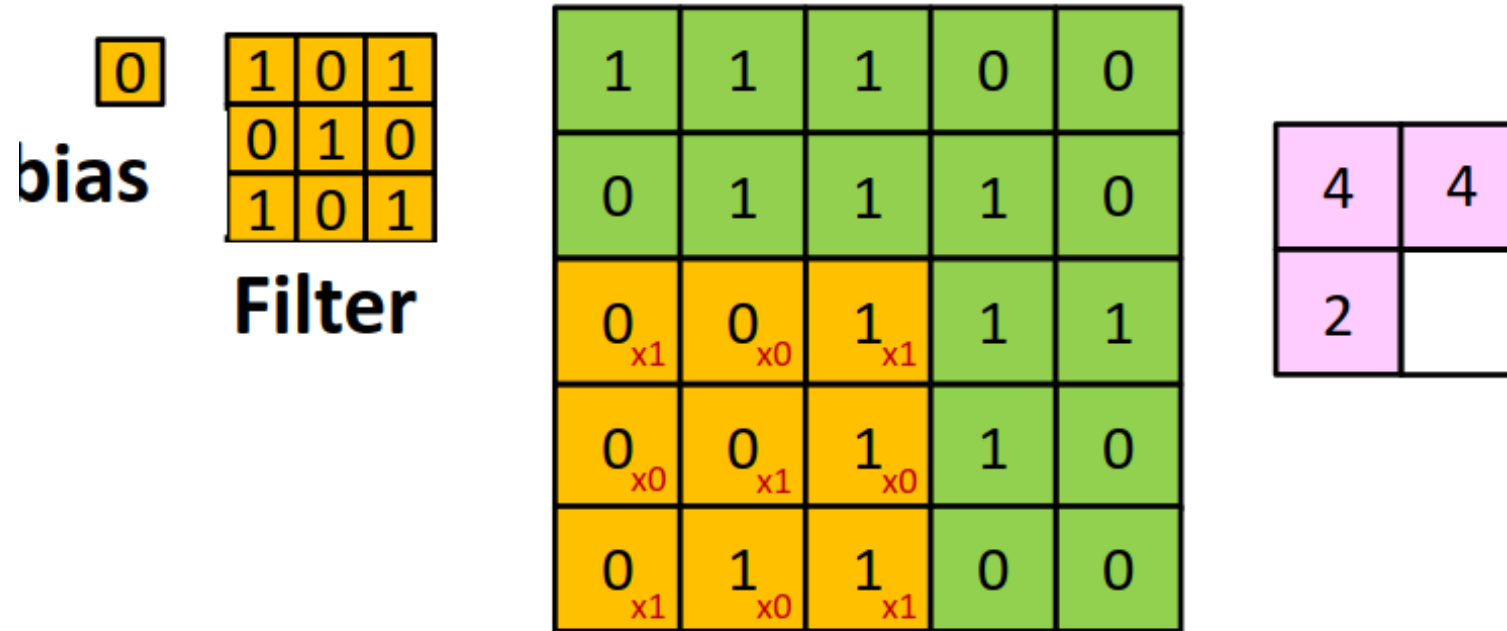 0
bias
1 0 1
0 1 0
1 0 1
Filter
1 1 1 0 0
0 1 1 1 0
0x1 0x0 1x1 1 1
0x0 0x1 1x0 1 0
0x1 1x0 1x1 0 0
4 4
2